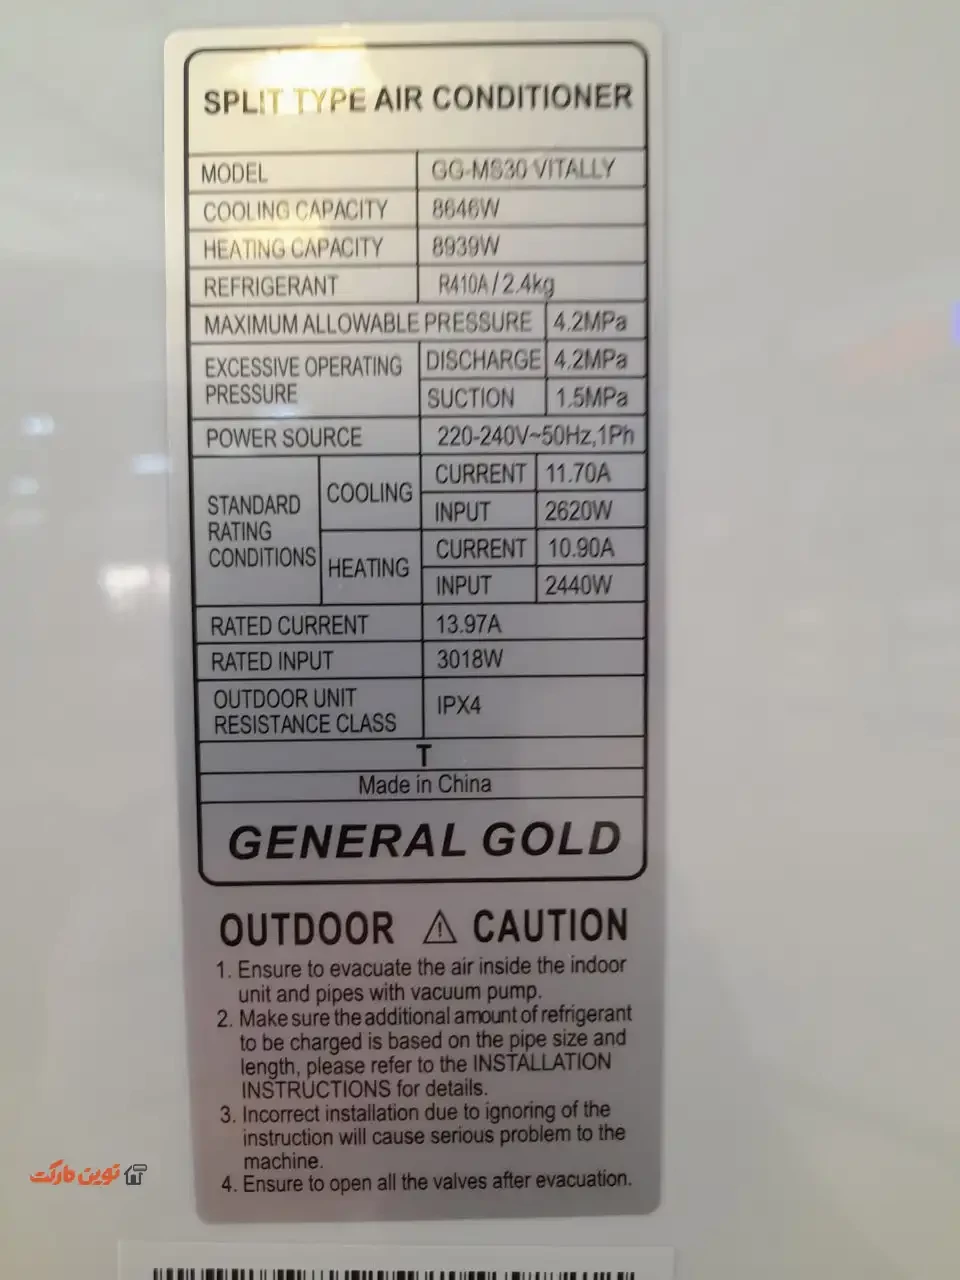 SPLIT TYPE AIR CONDITIONER
MODEL GG-MS30 VITALLY
COOLING CAPACITY 8646W
HEATING CAPACITY 8939W
REFRIGERANT R410A / 2.4kg
MAXIMUM ALLOWABLE PRESSURE 4.2MPa
EXCESSIVE OPERATING PRESSURE DISCHARGE 4.2MPa
SUCTION 1.5MPa
POWER SOURCE 220-240V~50Hz,1Ph
STANDARD RATING CONDITIONS COOLING CURRENT 11.70A
INPUT 2620W
HEATING CURRENT 10.90A
INPUT 2440W
RATED CURRENT 13.97A
RATED INPUT 3018W
OUTDOOR UNIT RESISTANCE CLASS IPX4
T
Made in China
GENERAL GOLD
OUTDOOR ⚠ CAUTION
1. Ensure to evacuate the air inside the indoor
unit and pipes with vacuum pump.
2. Make sure the additional amount of refrigerant
to be charged is based on the pipe size and
length, please refer to the INSTALLATION
INSTRUCTIONS for details.
3. Incorrect installation due to ignoring of the
instruction will cause serious problem to the
machine.
4. Ensure to open all the valves after evacuation.
نوین مارکت